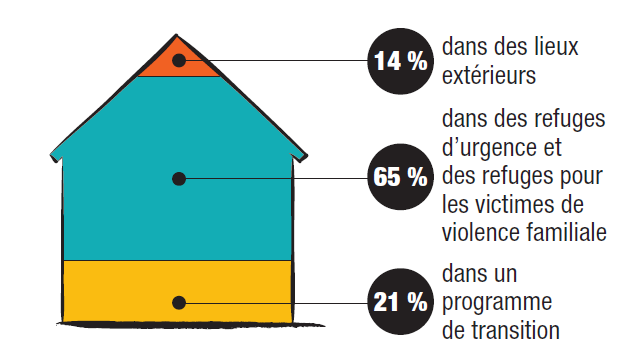 14 %
dans des lieux
extérieurs
65 %
dans des refuges
d’urgence et
des refuges pour
les victimes de
violence familiale
21 %
dans un
programme
de transition